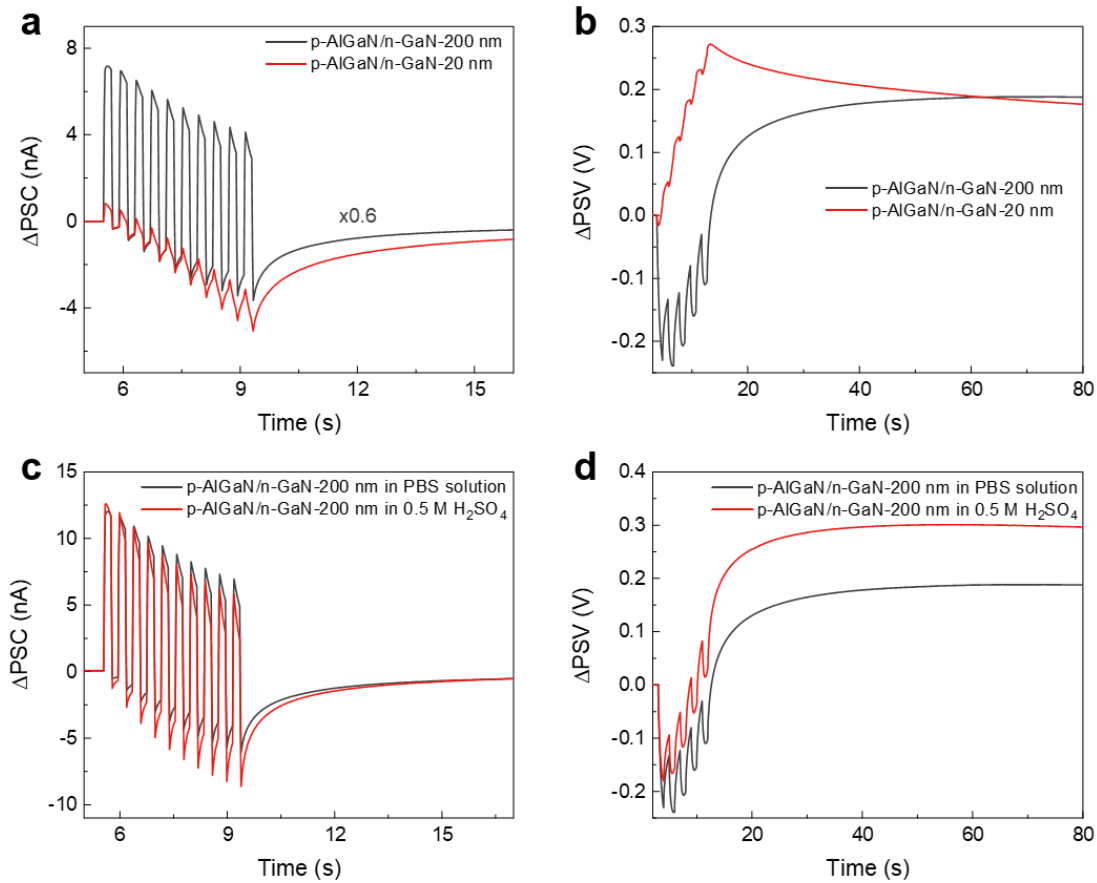 a
8
4
0
-4
ΔPSC (nA)
p-AlGaN/n-GaN-200 nm
p-AlGaN/n-GaN-20 nm
x0.6
6
9
12
15
Time (s)
b
0.3
0.2
0.1
0.0
-0.1
-0.2
ΔPSV (V)
p-AlGaN/n-GaN-200 nm
p-AlGaN/n-GaN-20 nm
20
40
60
80
Time (s)
c
15
10
5
0
-5
-10
ΔPSC (nA)
p-AlGaN/n-GaN-200 nm in PBS solution
p-AlGaN/n-GaN-200 nm in 0.5 M H₂SO₄
6
9
12
15
Time (s)
d
0.4
0.3
0.2
0.1
0.0
-0.1
-0.2
ΔPSV (V)
p-AlGaN/n-GaN-200 nm in PBS solution
p-AlGaN/n-GaN-200 nm in 0.5 M H₂SO₄
20
40
60
80
Time (s)